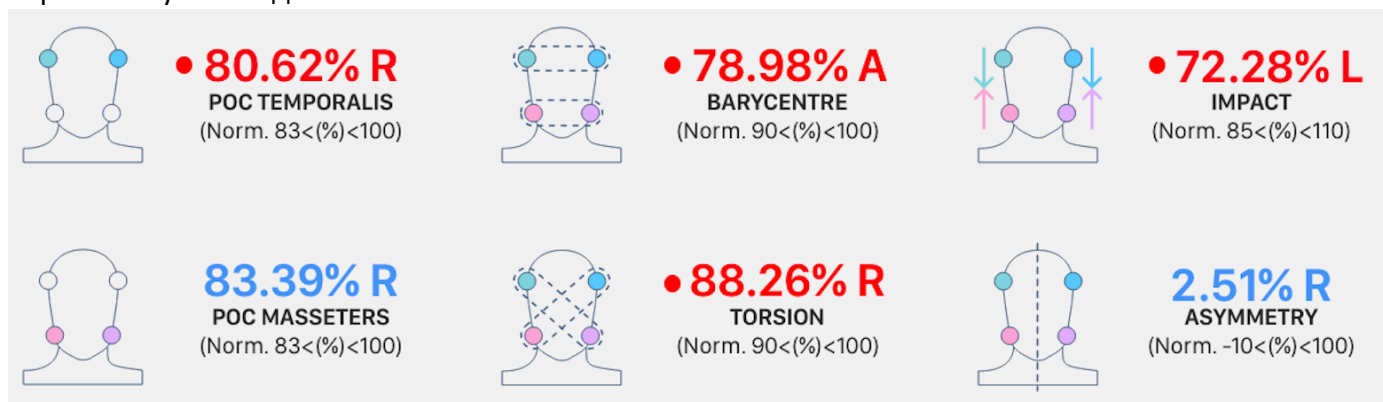 80.62% R
POC TEMPORALIS
(Norm. 83<(%)<100)
78.98% A
BARYCENTRE
(Norm. 90<(%)<100)
72.28% L
IMPACT
(Norm. 85<(%)<110)
83.39% R
POC MASSETERS
(Norm. 83<(%)<100)
88.26% R
TORSION
(Norm. 90<(%)<100)
2.51% R
ASYMMETRY
(Norm. -10<(%)<100)